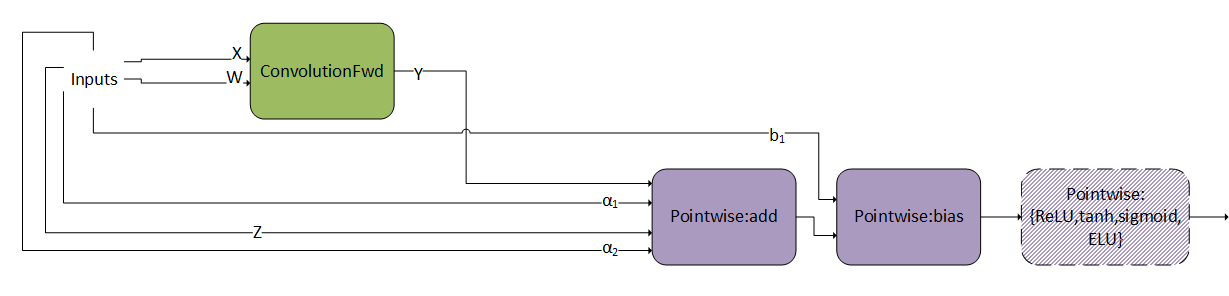 X
Inputs
W
ConvolutionFwd
Y
b₁
α₁
Z
α₂
Pointwise:add
Pointwise:bias
Pointwise:
{ReLU,tanh,sigmoid,
ELU}